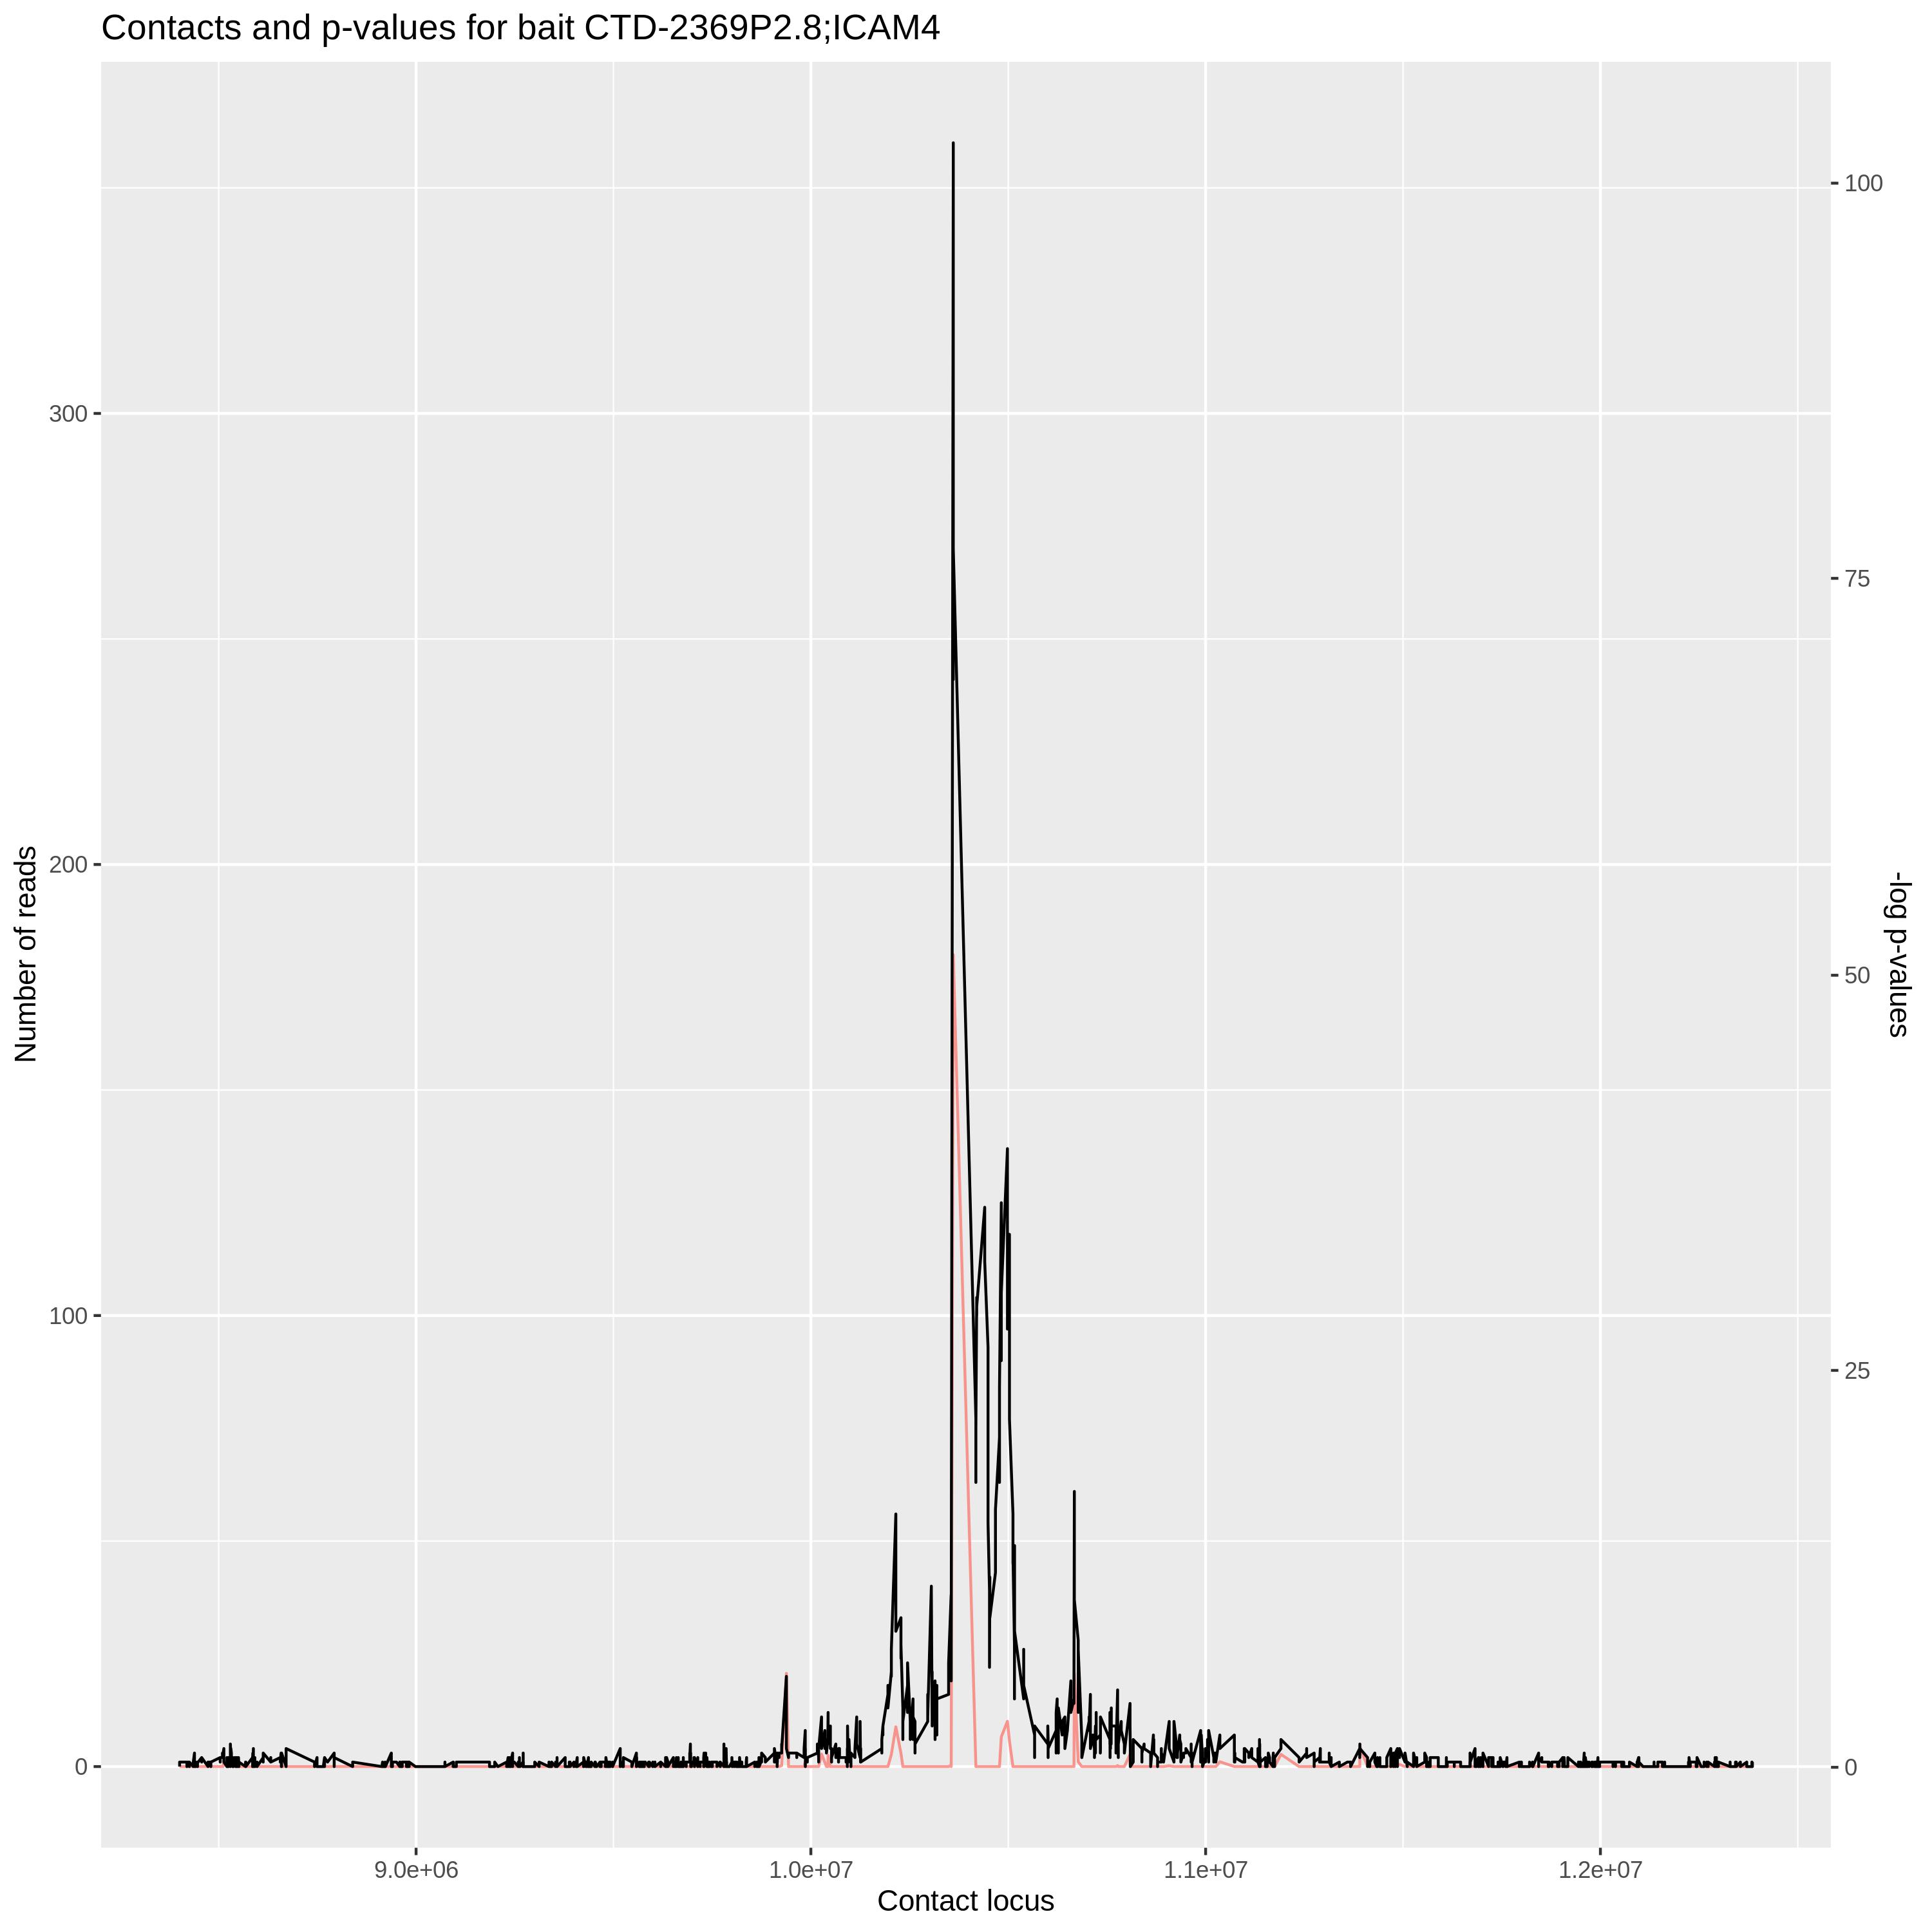 Contacts and p-values for bait CTD-2369P2.8;ICAM4
100
300
75
200
Number of reads
-log p-values
50
100
25
0
0
9.0e+06
1.0e+07
1.1e+07
1.2e+07
Contact locus